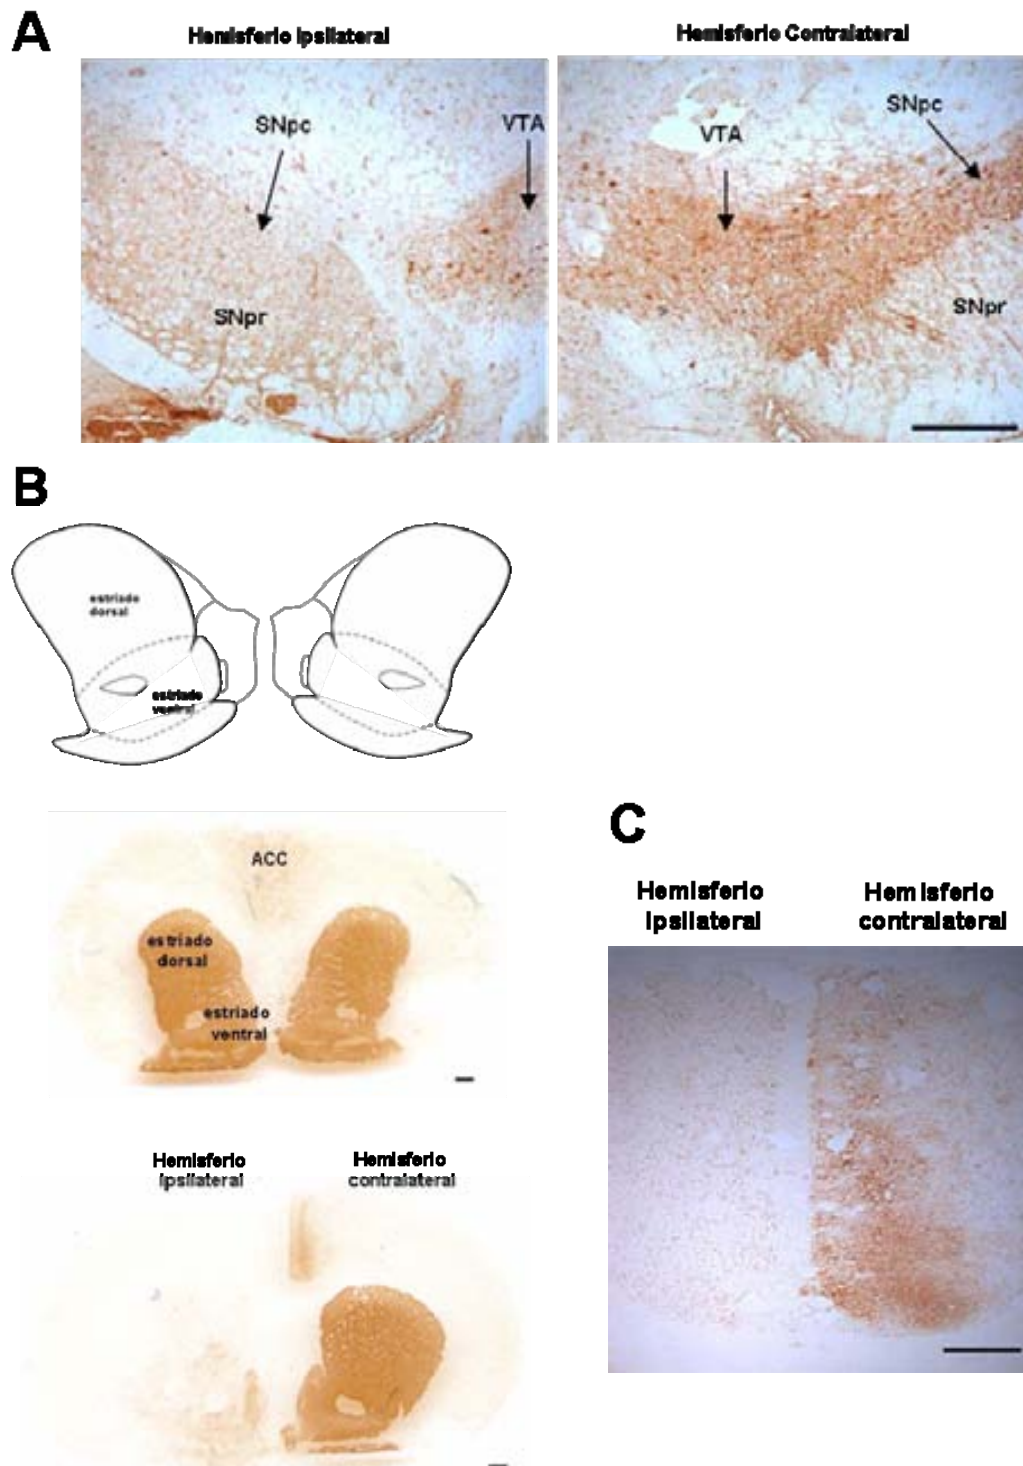 A
Hemisferio Ipsilateral
Hemisferio Contralateral
SNpc
VTA
SNpr
VTA
SNpc
SNpr
B
estriado
dorsal
estriado
ventral
ACC
estriado
dorsal
estriado
ventral
Hemisferio
Ipsilateral
Hemisferio
contralateral
C
Hemisferio
Ipsilateral
Hemisferio
contralateral